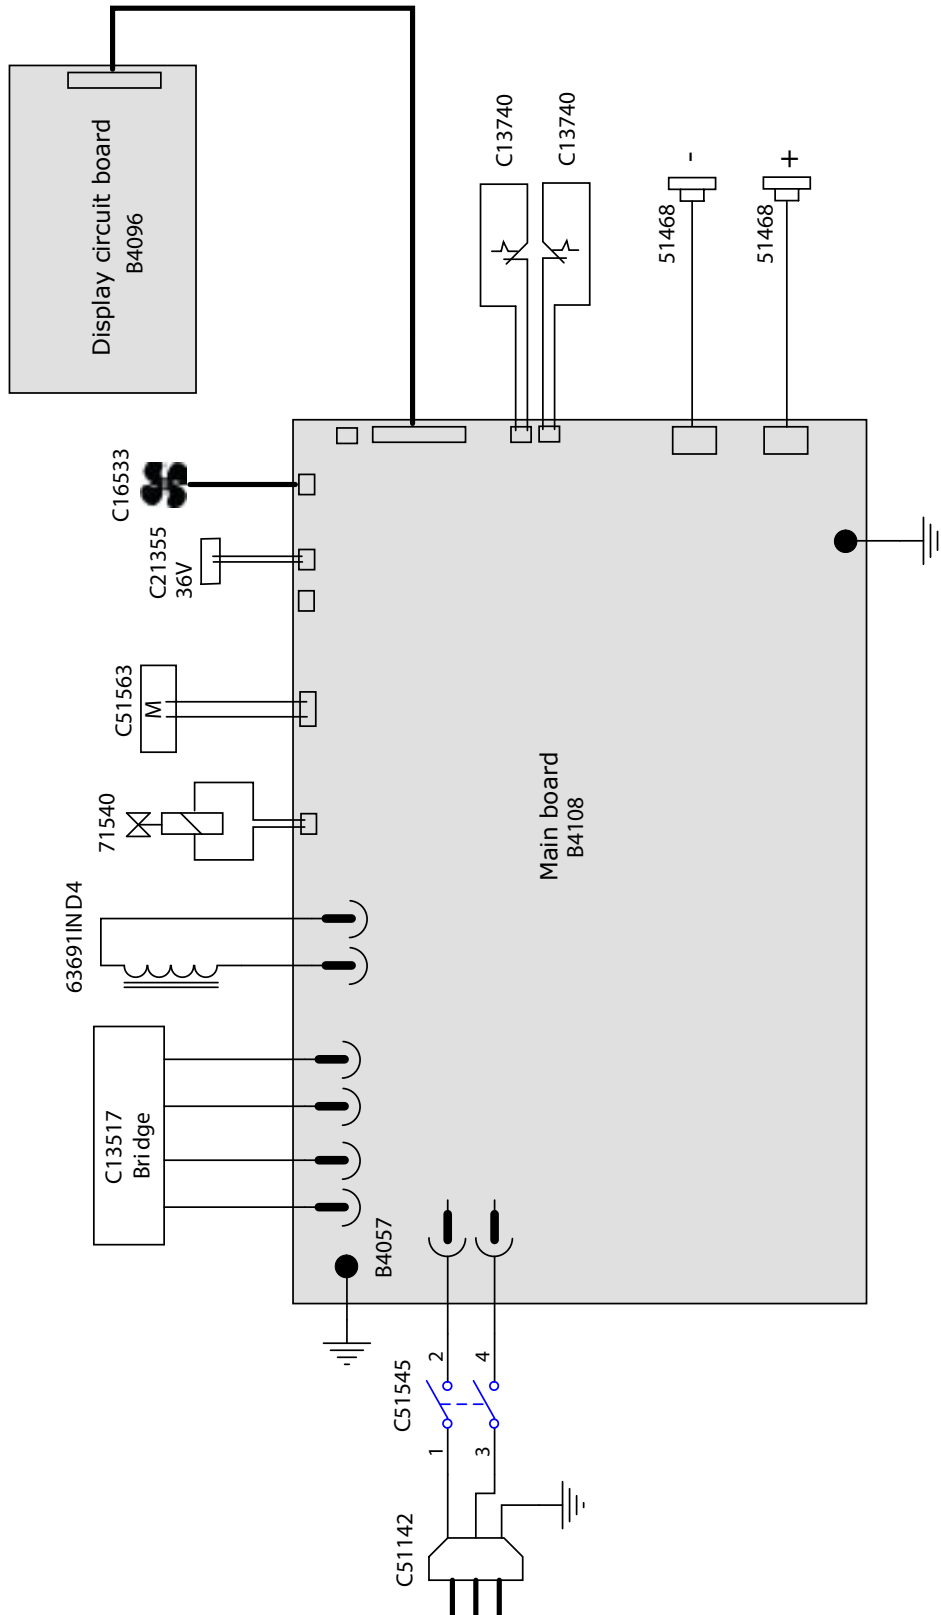 Display circuit board
B4096
C13740
C13740
-
+
51468
51468
C16533
C21355
36V
C51563
M
71540
63691IND4
Main board
B4108
C13517
Bridge
B4057
C51545
2
4
1
3
C51142